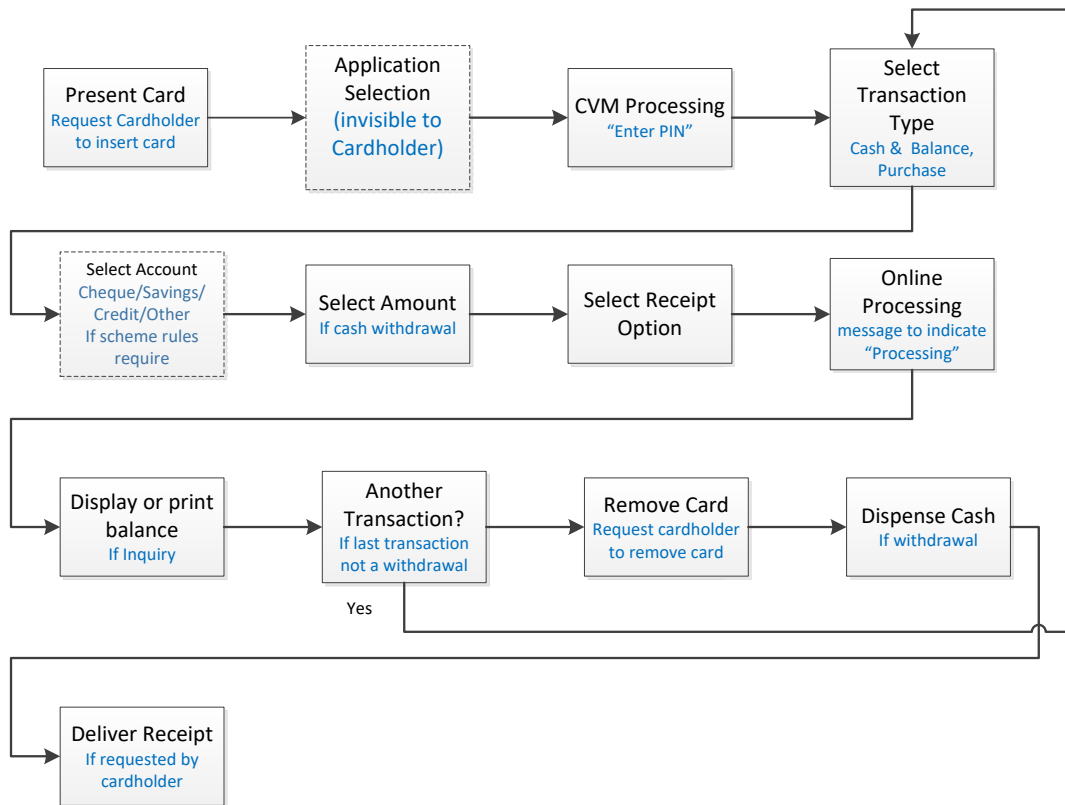 Present Card
Request Cardholder
to insert card
Application
Selection
(invisible to
Cardholder)
CVM Processing
“Enter PIN”
Select
Transaction
Type
Cash &  Balance,
Purchase
Select Account
Cheque/Savings/
Credit/Other
If scheme rules
require
Select Amount
If cash withdrawal
Select Receipt
Option
Online
Processing
message to indicate
“Processing”
Display or print
balance
If Inquiry
Another
Transaction?
If last transaction
not a withdrawal
Yes
Remove Card
Request cardholder
to remove card
Dispense Cash
If withdrawal
Deliver Receipt
If requested by
cardholder